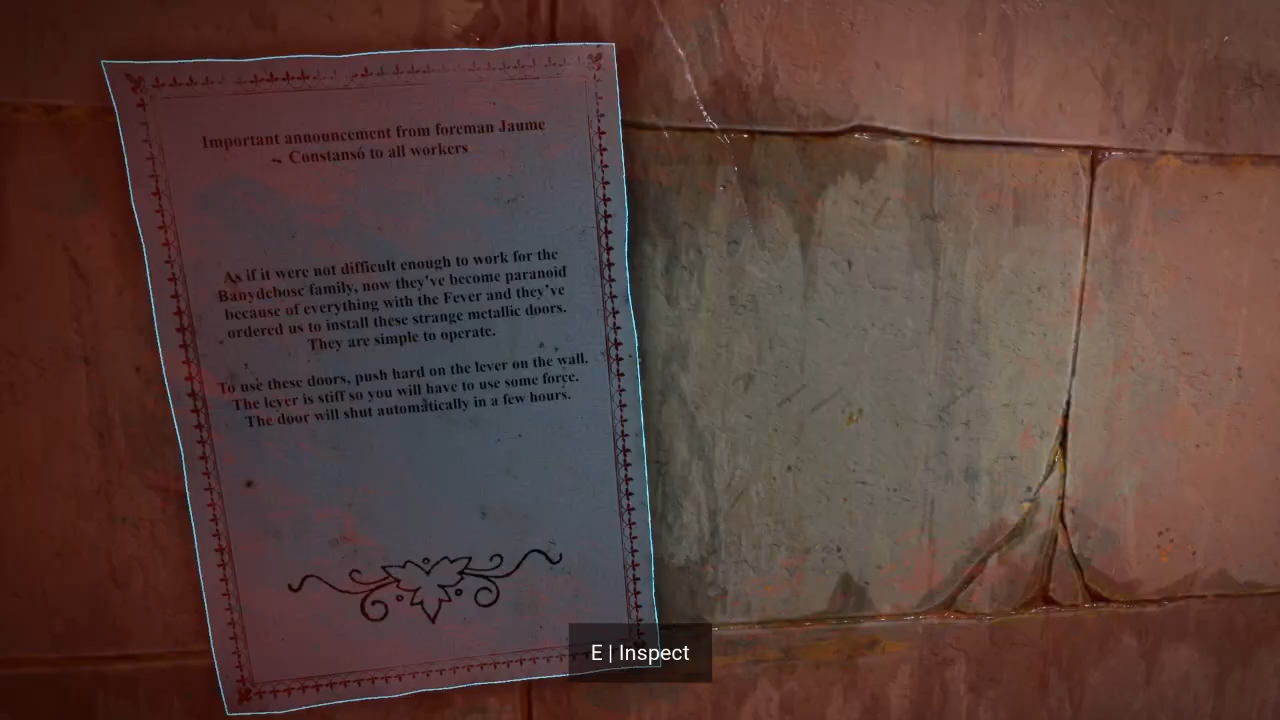 Important announcement from foreman Jaume
~ Constansó to all workers
As if it were not difficult enough to work for the
Banydebosc family, now they've become paranoid
because of everything with the Fever and they've
ordered us to install these strange metallic doors.
They are simple to operate.
To use these doors, push hard on the lever on the wall.
The lever is stiff so you will have to use some force.
The door will shut automatically in a few hours.
E | Inspect